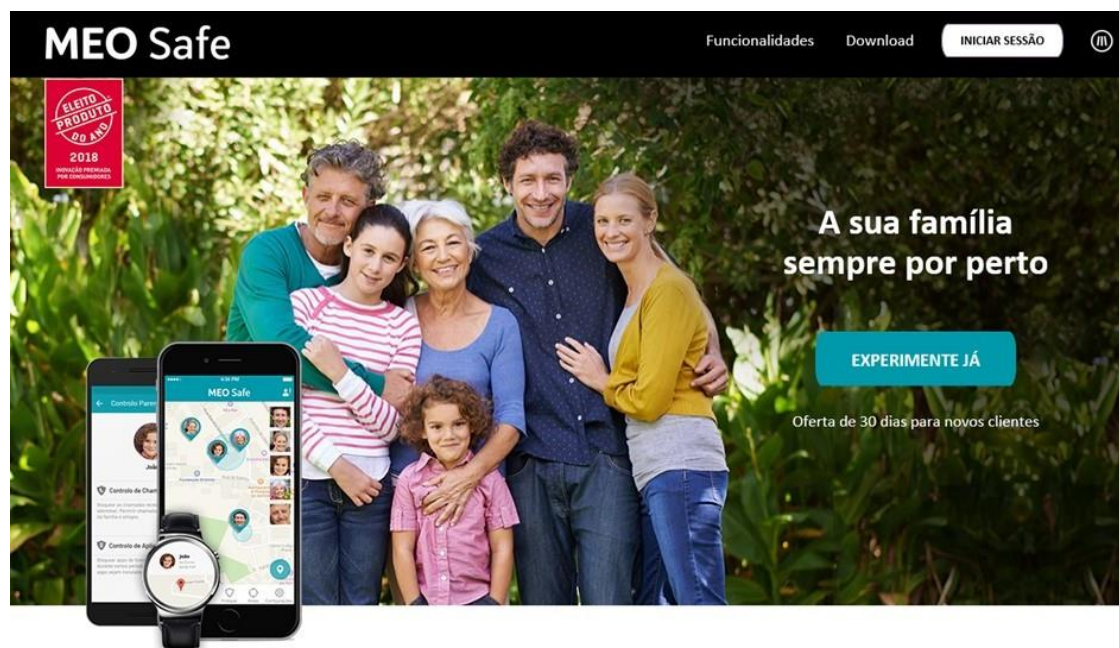 MEO Safe
Funcionalidades
Download
INICIAR SESSÃO
ELEITO
PRODUTO
DO ANO
2018
INOVAÇÃO PREMIADA
POR CONSUMIDORES
A sua família
sempre por perto
EXPERIMENTE JÁ
Oferta de 30 dias para novos clientes
MEO Safe
Controlo Paren
João
Controlo de Cham
Controlo de Aplic
João